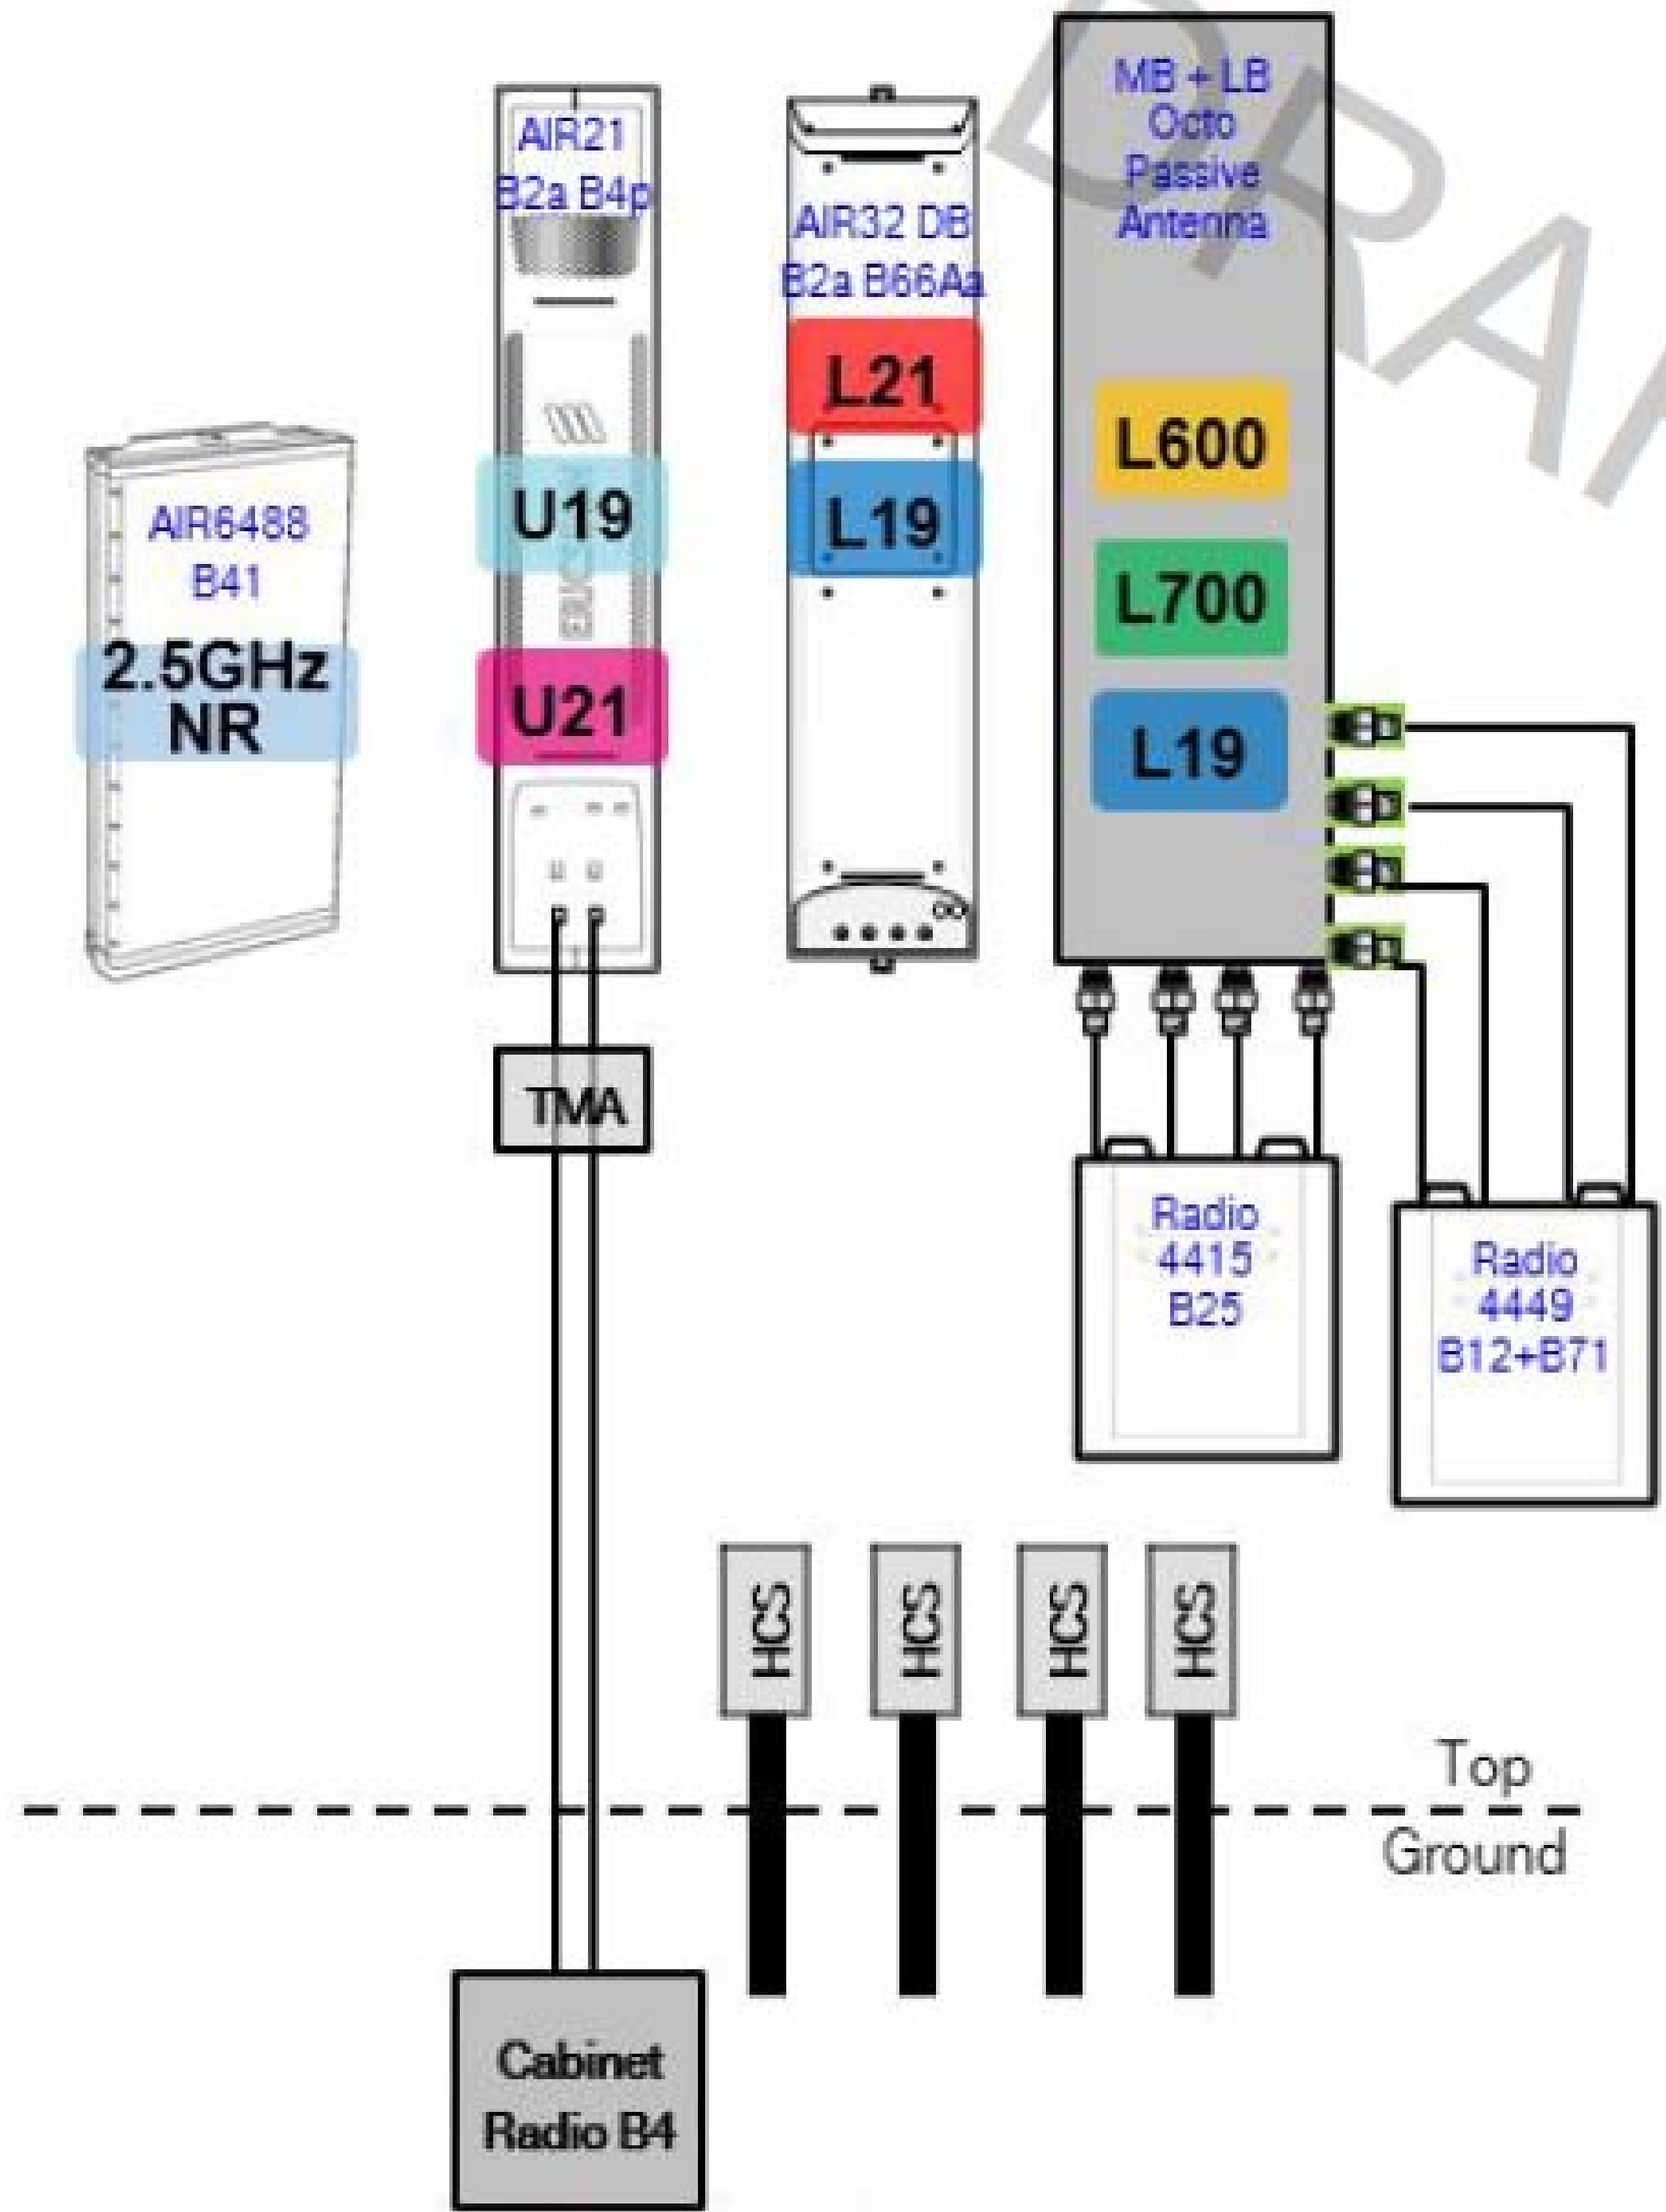 MB + LB
Octo
Passive
Antenna
AIR21
B2a B4p
AIR32 DB
B2a B66Aa
L21
L600
U19
L19
AIR6488
B41
L700
2.5GHz
NR
U21
L19
TMA
Radio
4415
B25
Radio
4449
B12+B71
HCS
HCS
HCS
HCS
Top
Ground
Cabinet
Radio B4